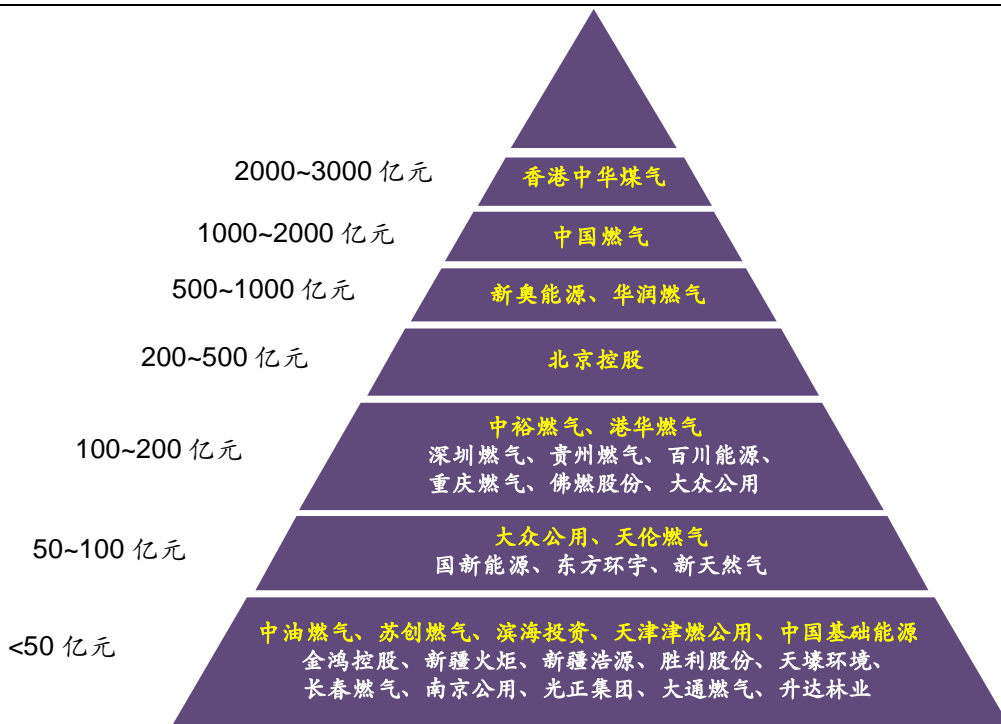 2000~3000 亿元
香港中华煤气
1000~2000 亿元
中国燃气
500~1000 亿元
新奥能源、华润燃气
200~500 亿元
北京控股
100~200 亿元
中裕燃气、港华燃气
深圳燃气、贵州燃气、百川能源、
重庆燃气、佛燃股份、大众公用
50~100 亿元
大众公用、天伦燃气
国新能源、东方环宇、新天然气
<50 亿元
中油燃气、苏创燃气、滨海投资、天津津燃公用、中国基础能源
金鸿控股、新疆火炬、新疆浩源、胜利股份、天壕环境、
长春燃气、南京公用、光正集团、大通燃气、升达林业